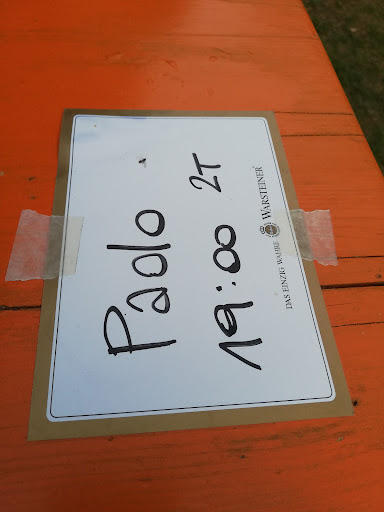 Paolo
19:00 2T
DAS EINZIG WAHRE WARSTEINER